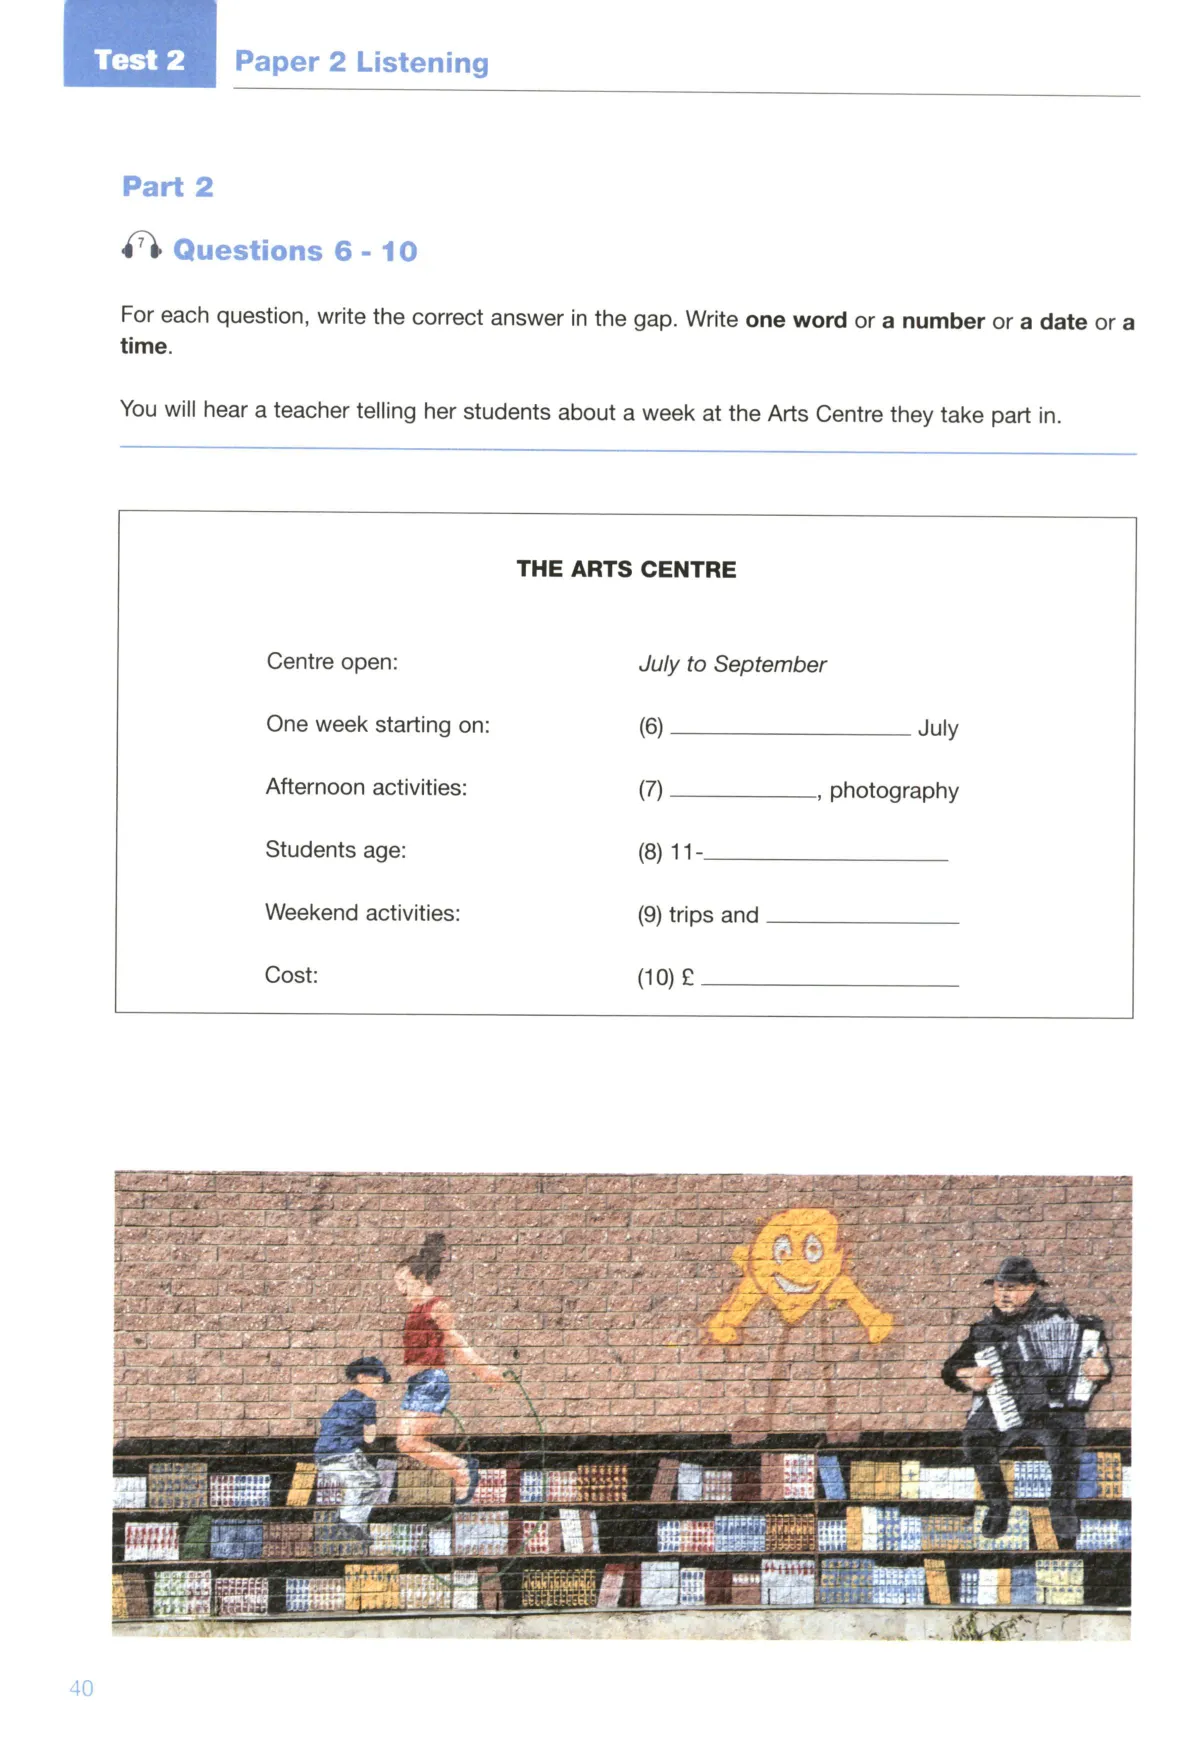 Test 2
Paper 2 Listening
Part 2
7
Questions 6 - 10
For each question, write the correct answer in the gap. Write one word or a number or a date or a
time.
You will hear a teacher telling her students about a week at the Arts Centre they take part in.
THE ARTS CENTRE
Centre open: July to September
One week starting on: (6) ____________________ July
Afternoon activities: (7) ____________, photography
Students age: (8) 11-____________________
Weekend activities: (9) trips and ________________
Cost: (10) £ _____________________
40